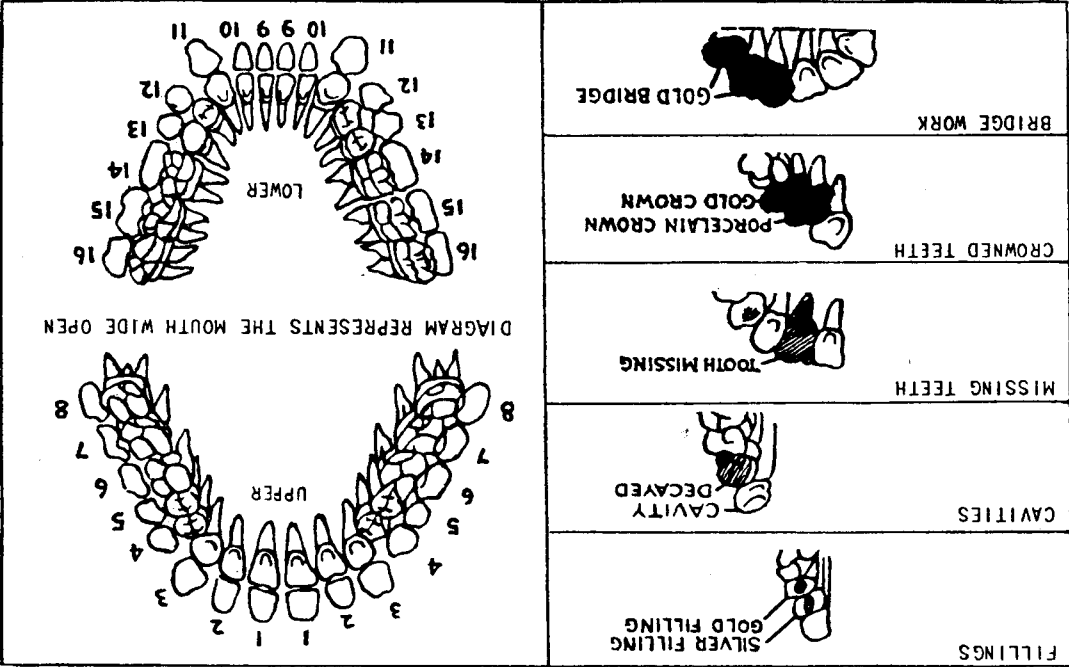 FILLINGS
SILVER FILLING
GOLD FILLING
CAVITIES
CAVITY
DECAYED
MISSING TEETH
TOOTH MISSING
CROWNED TEETH
PORCELAIN CROWN
GOLD CROWN
BRIDGE WORK
GOLD BRIDGE
1 1
2 2
3 3
4 4
5 5
UPPER
6 6
7 7
8 8
DIAGRAM REPRESENTS THE MOUTH WIDE OPEN
16 16
15 15
LOWER
14 14
13 13
12 12
11 11
10 9 9 10